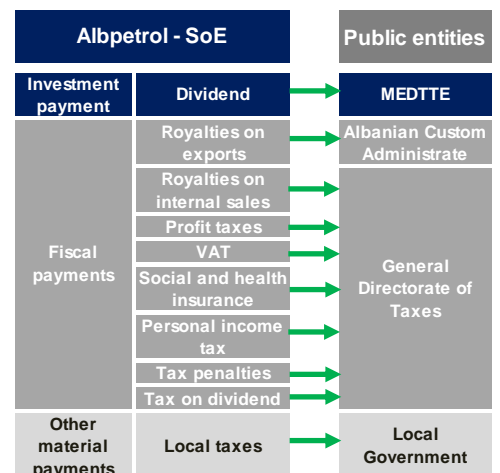 Albpetrol - SoE
Public entities
Investment
payment
Dividend
MEDTTE
Royalties on
exports
Albanian Custom
Administrate
Fiscal
payments
Royalties on
internal sales
Profit taxes
VAT
Social and health
insurance
Personal income
tax
Tax penalties
Tax on dividend
General
Directorate of
Taxes
Other
material
payments
Local taxes
Local
Government